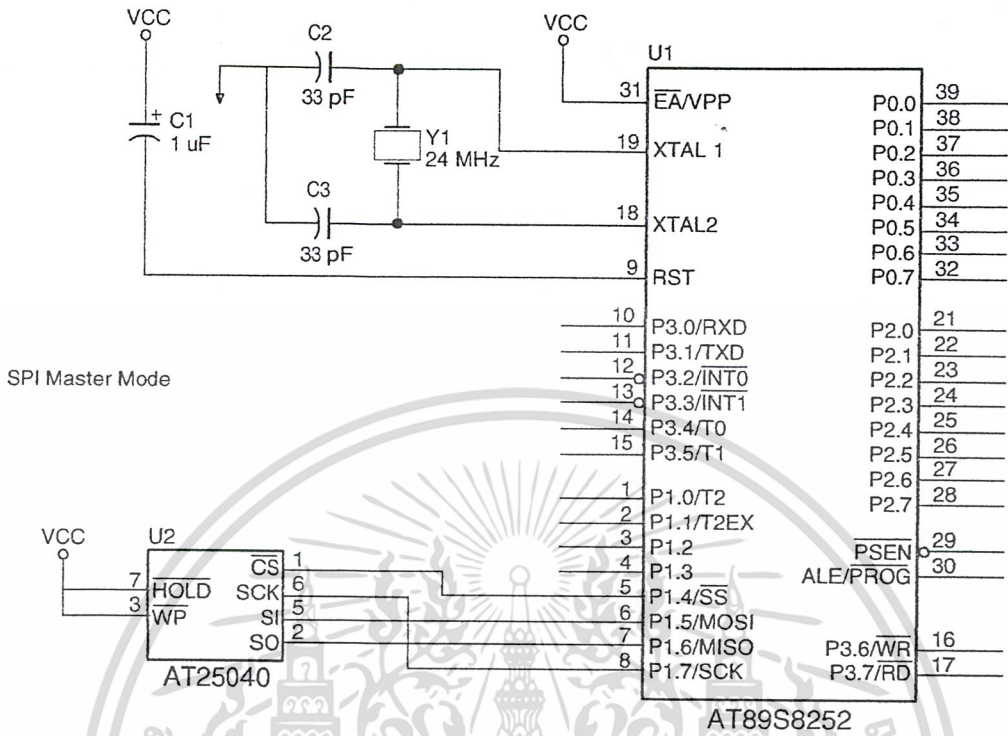 VCC
C1
+
1 uF
C2
33 pF
Y1
24 MHz
C3
33 pF
VCC
U1
31 EA/VPP
19 XTAL 1
18 XTAL2
9 RST
10 P3.0/RXD
11 P3.1/TXD
12 P3.2/INT0
13 P3.3/INT1
14 P3.4/T0
15 P3.5/T1
1 P1.0/T2
2 P1.1/T2EX
3 P1.2
4 P1.3
5 P1.4/SS
6 P1.5/MOSI
7 P1.6/MISO
8 P1.7/SCK
P0.0 39
P0.1 38
P0.2 37
P0.3 36
P0.4 35
P0.5 34
P0.6 33
P0.7 32
P2.0 21
P2.1 22
P2.2 23
P2.3 24
P2.4 25
P2.5 26
P2.6 27
P2.7 28
PSEN 29
ALE/PROG 30
P3.6/WR 16
P3.7/RD 17
AT89S8252
SPI Master Mode
VCC
U2
7 HOLD
3 WP
CS 1
SCK 6
SI 5
SO 2
AT25040